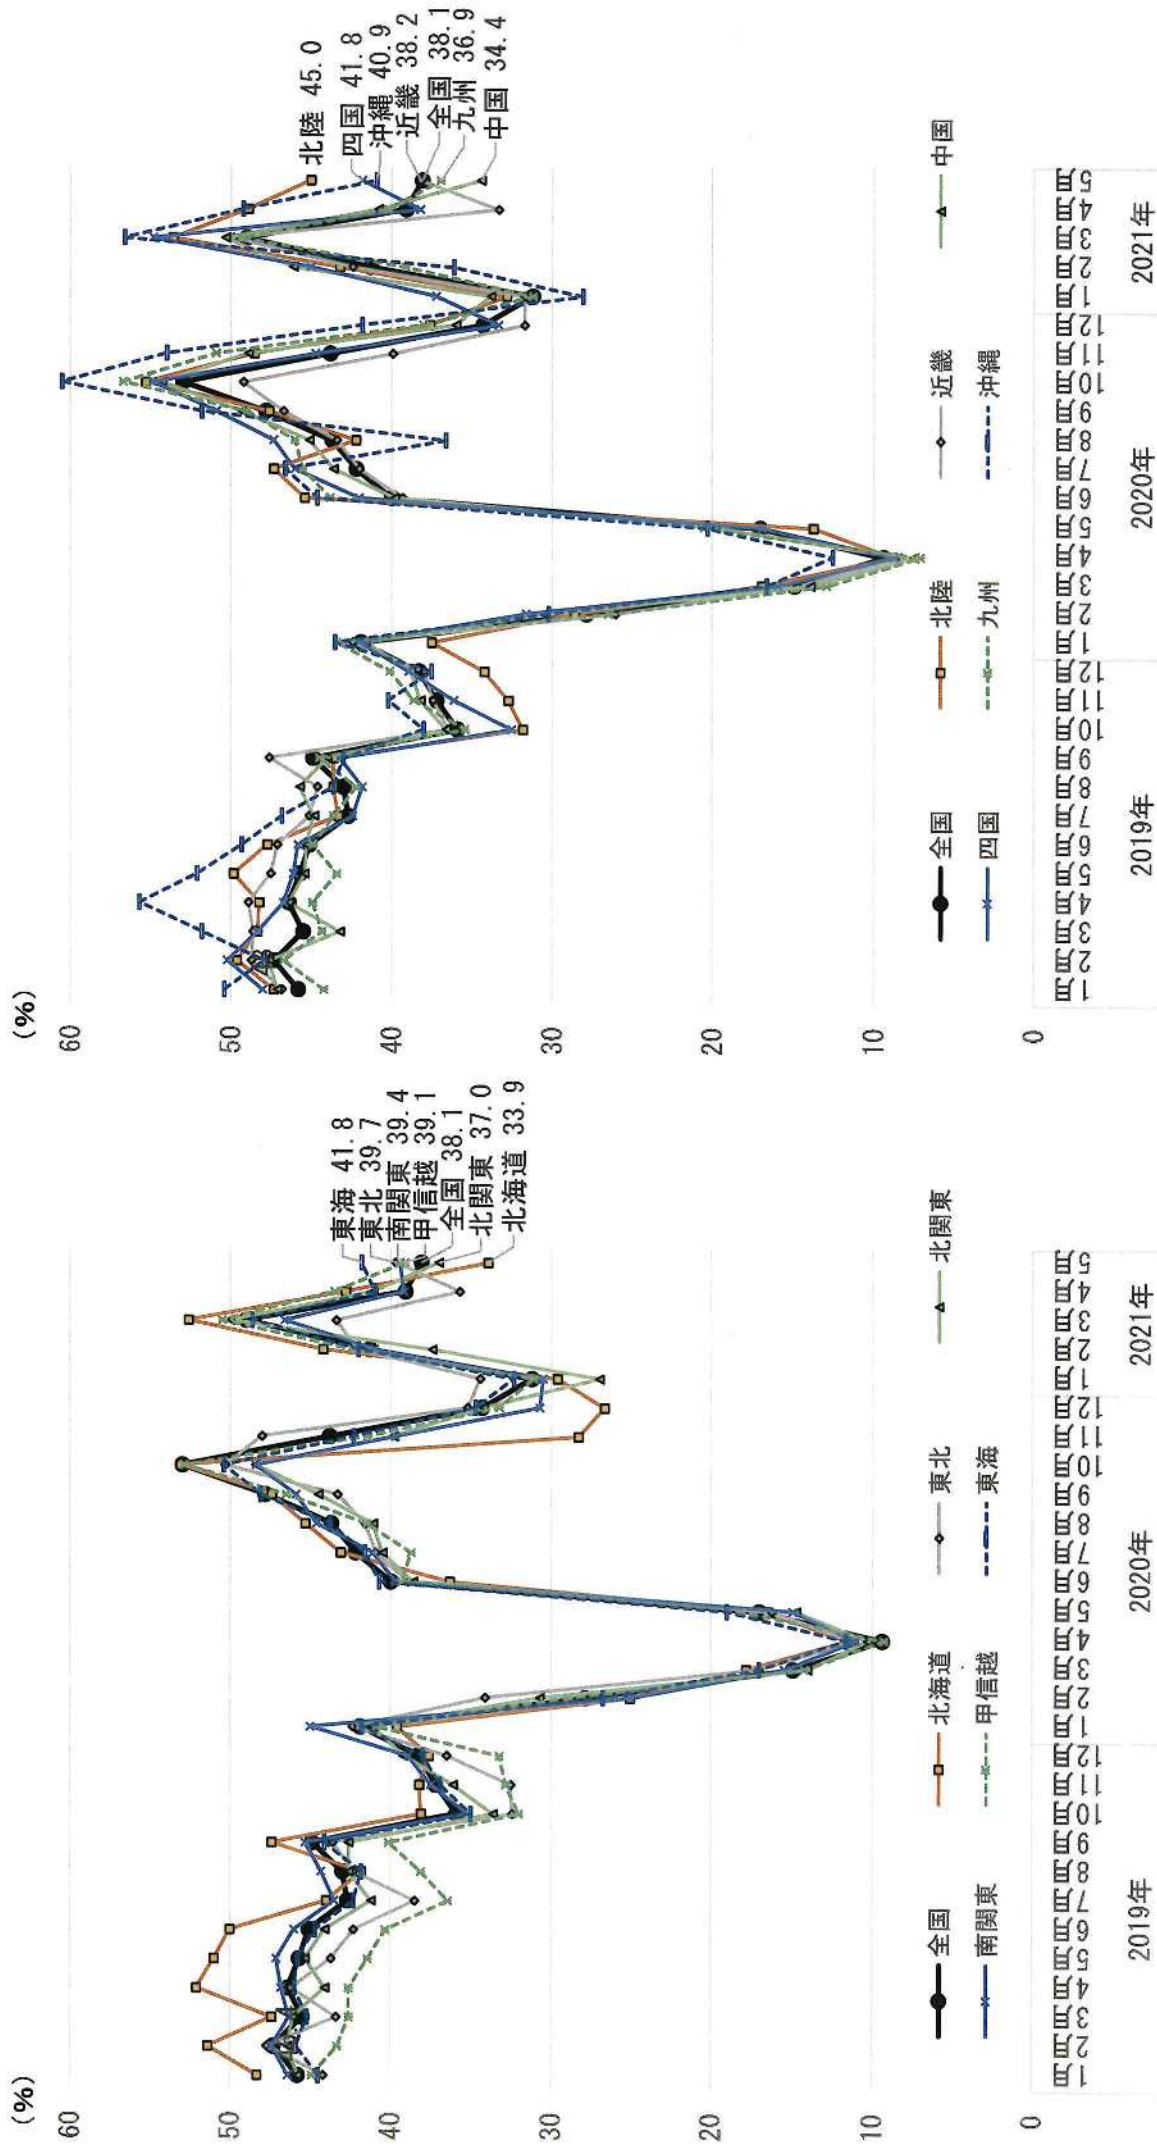 (%)
60
50
40
30
20
10
0
東海 41.8
東北 39.7
南関東 39.4
甲信越 39.1
全国 38.1
北関東 37.0
北海道 33.9
全国
北海道
東北
北関東
南関東
甲信越
東海
1月 2月 3月 4月 5月 6月 7月 8月 9月 10月 11月 12月 1月 2月 3月 4月 5月 6月 7月 8月 9月 10月 11月 12月 1月 2月 3月 4月 5月
2019年 2020年 2021年
(%)
60
50
40
30
20
10
0
北陸 45.0
四国 41.8
沖縄 40.9
近畿 38.2
全国 38.1
九州 36.9
中国 34.4
全国
北陸
近畿
中国
四国
九州
沖縄
1月 2月 3月 4月 5月 6月 7月 8月 9月 10月 11月 12月 1月 2月 3月 4月 5月 6月 7月 8月 9月 10月 11月 12月 1月 2月 3月 4月 5月
2019年 2020年 2021年